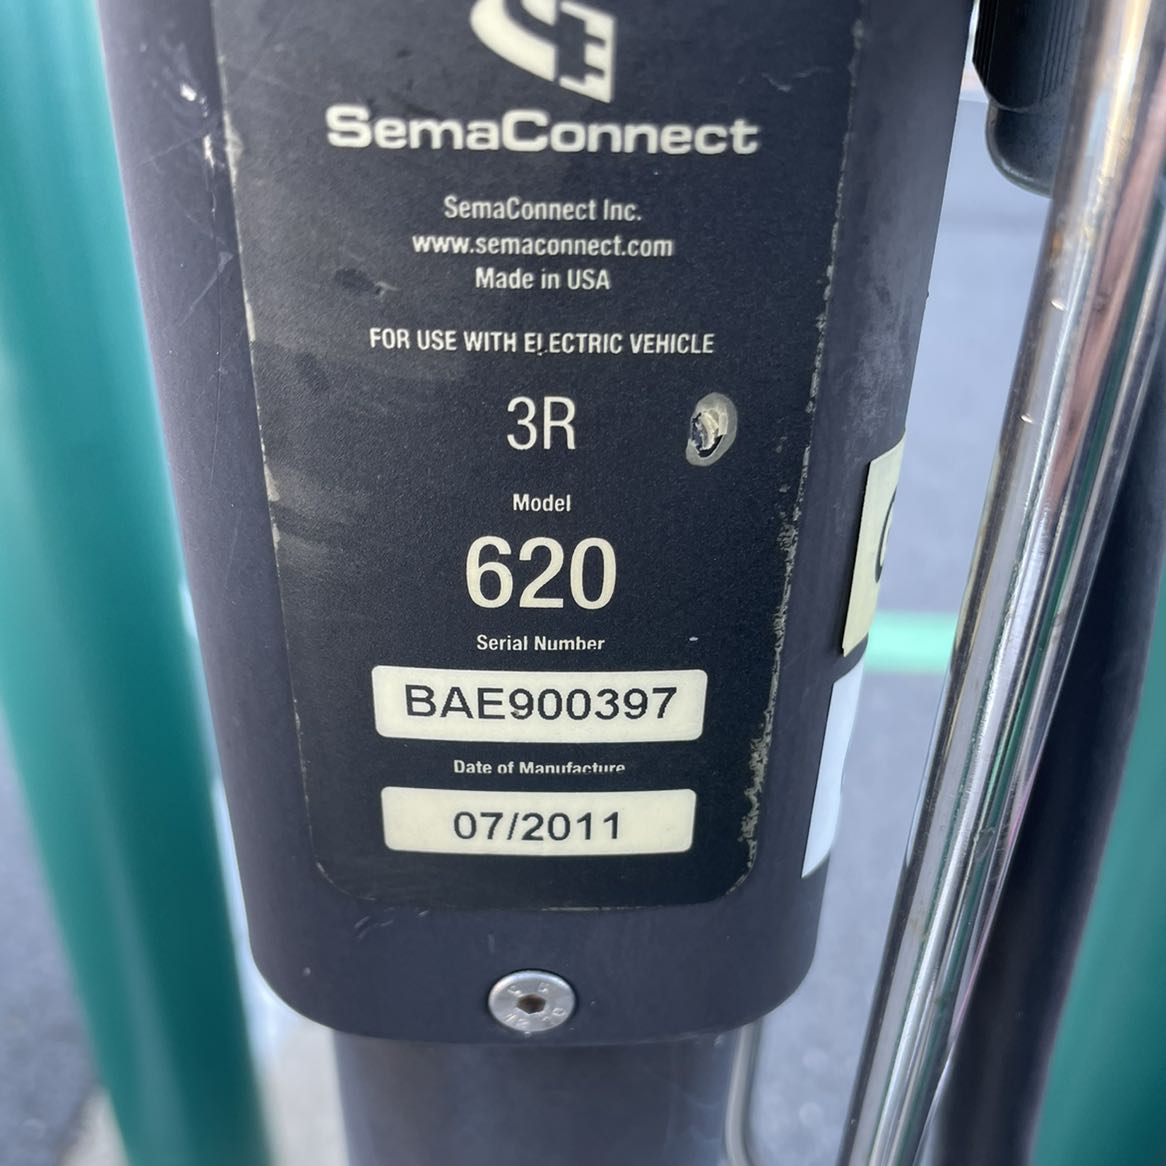 SemaConnect
SemaConnect Inc.
www.semaconnect.com
Made in USA
FOR USE WITH ELECTRIC VEHICLE
3R
Model
620
Serial Number
BAE900397
Date of Manufacture
07/2011